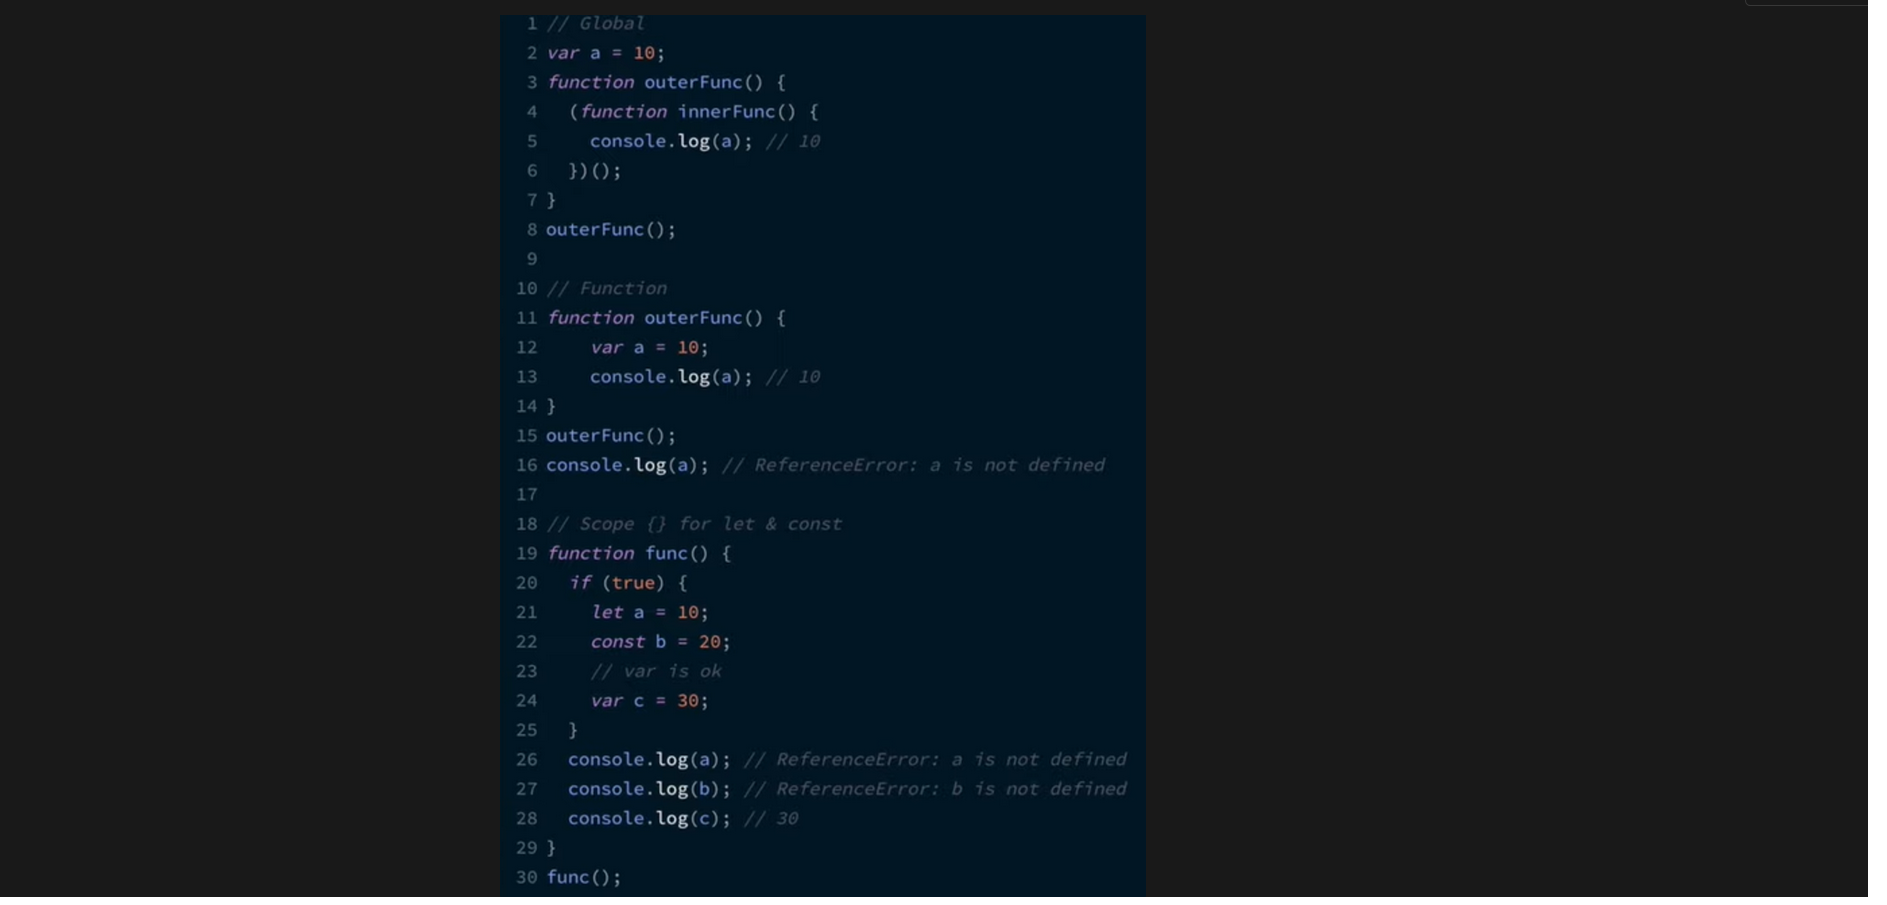 1 // Global
2 var a = 10;
3 function outerFunc() {
4   (function innerFunc() {
5     console.log(a); // 10
6   })();
7 }
8 outerFunc();
9
10 // Function
11 function outerFunc() {
12     var a = 10;
13     console.log(a); // 10
14 }
15 outerFunc();
16 console.log(a); // ReferenceError: a is not defined
17
18 // Scope {} for let & const
19 function func() {
20   if (true) {
21     let a = 10;
22     const b = 20;
23     // var is ok
24     var c = 30;
25   }
26   console.log(a); // ReferenceError: a is not defined
27   console.log(b); // ReferenceError: b is not defined
28   console.log(c); // 30
29 }
30 func();